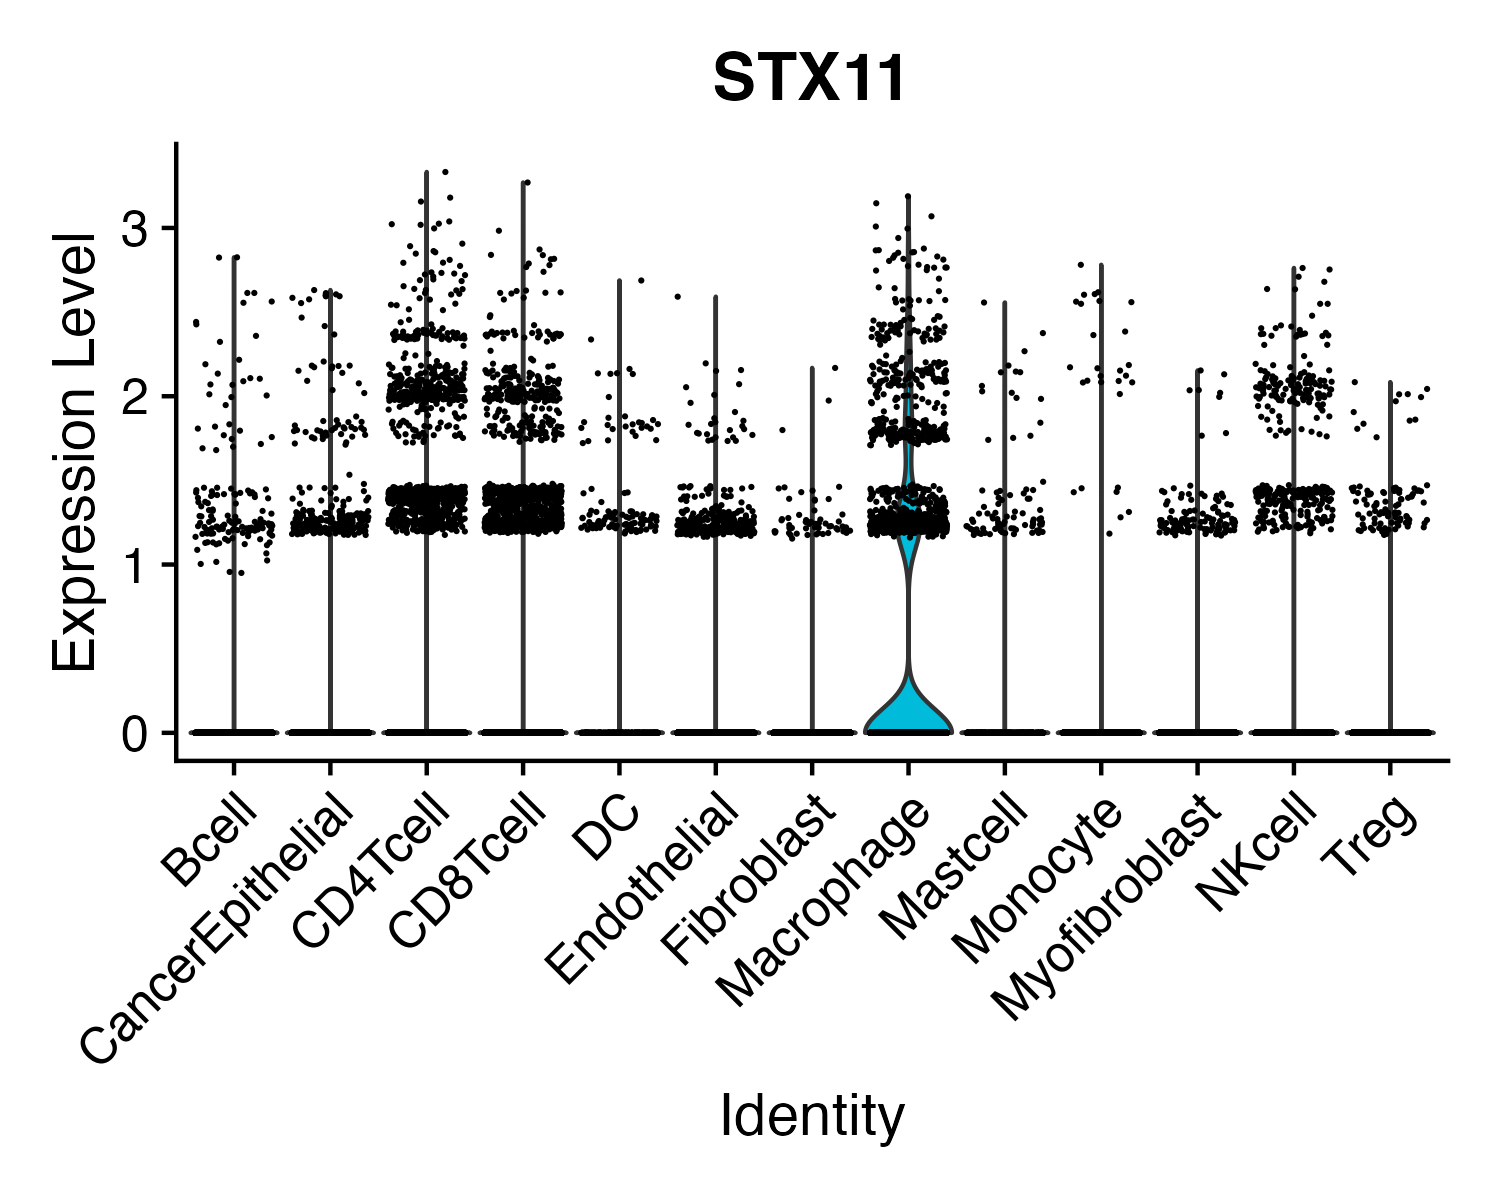 STX11
Expression Level
3
2
1
0
Bcell
CancerEpithelial
CD4Tcell
CD8Tcell
DC
Endothelial
Fibroblast
Macrophage
Mastcell
Monocyte
Myofibroblast
NKcell
Treg
Identity